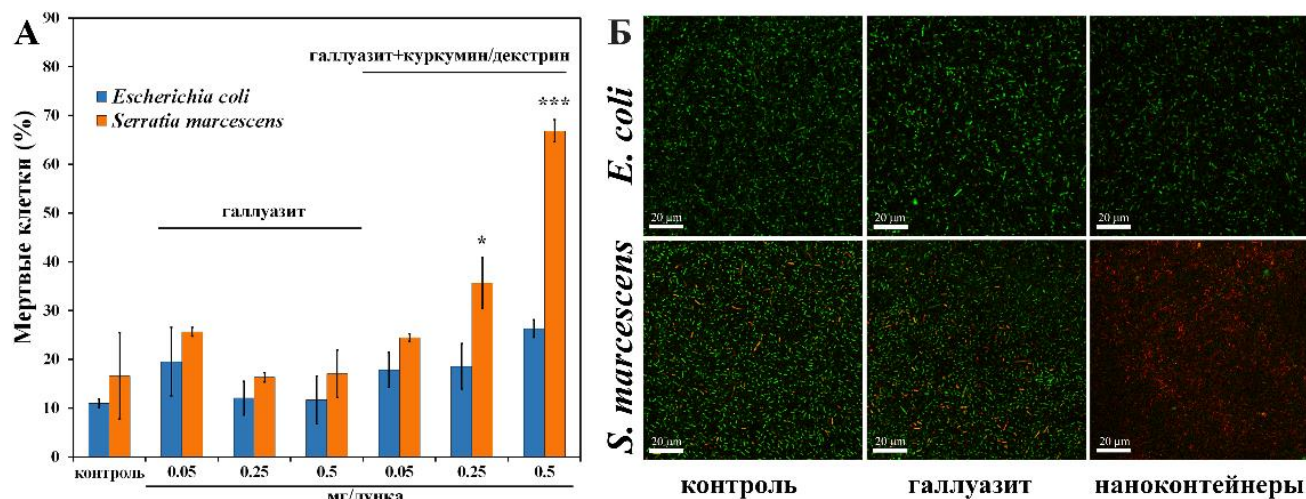 А
90
80
70
60
50
40
30
20
10
0
Мертвые клетки (%)
галлуазит+куркумин/декстрин
Escherichia coli
Serratia marcescens
***
*
галлуазит
контроль
0.05
0.25
0.5
0.05
0.25
0.5
мг/лунка
Б
E. coli
20 µm
20 µm
20 µm
S. marcescens
20 µm
20 µm
20 µm
контроль
галлуазит
наноконтейнеры